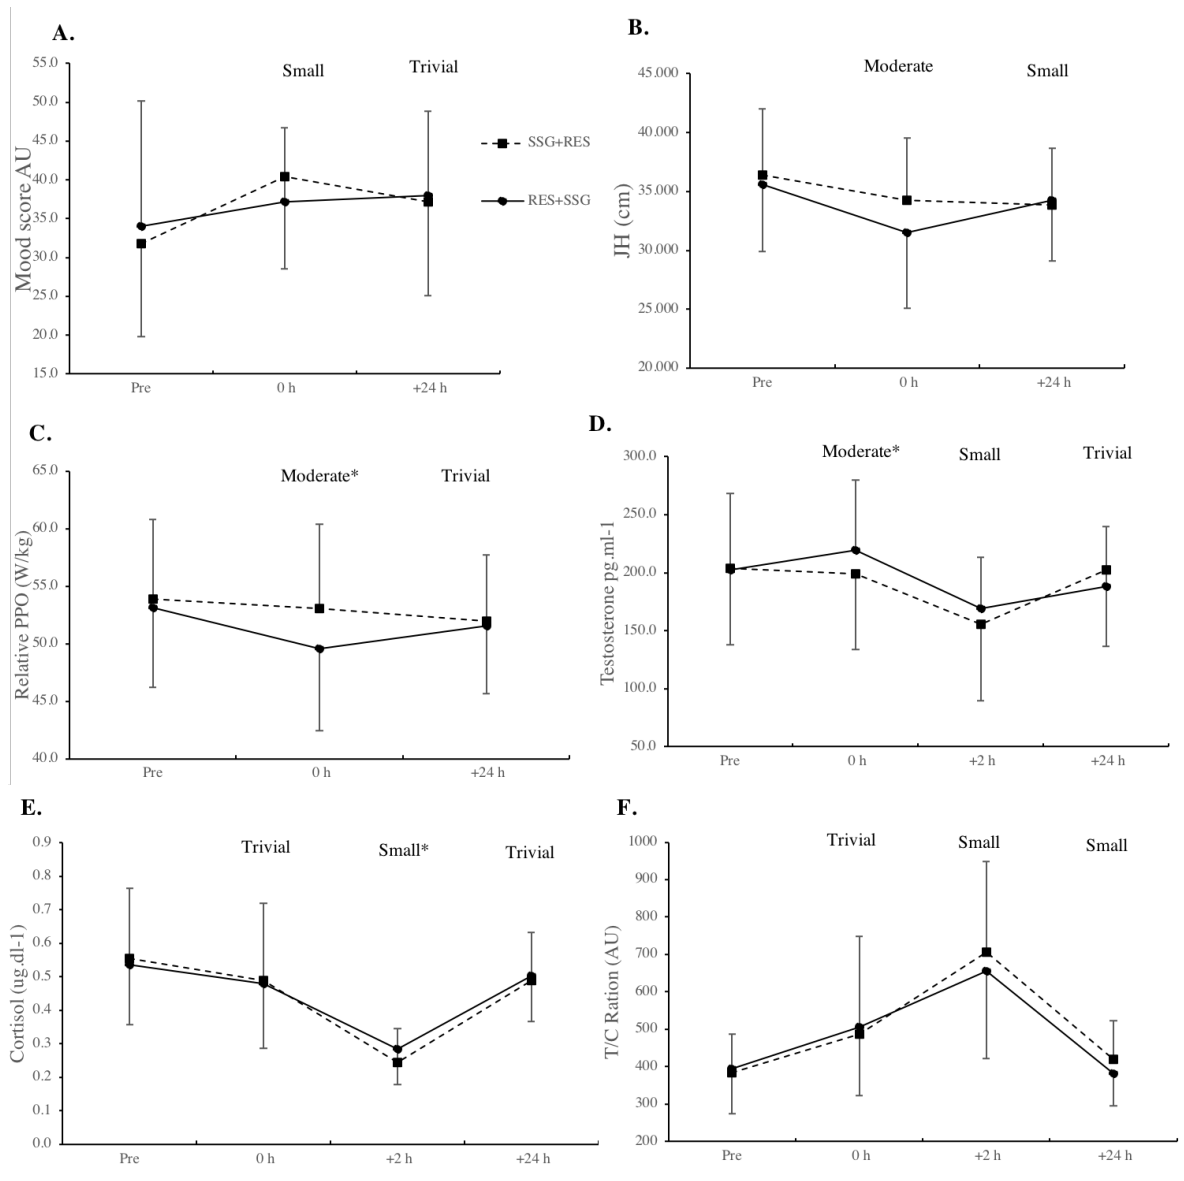 A.
Small
Trivial
55.0
50.0
45.0
40.0
35.0
30.0
25.0
20.0
15.0
Mood score AU
Pre
0 h
+24 h
SSG+RES
RES+SSG
B.
Moderate
Small
45.000
40.000
35.000
30.000
25.000
20.000
JH (cm)
Pre
0 h
+24 h
C.
Moderate*
Trivial
65.0
60.0
55.0
50.0
45.0
40.0
Relative PPO (W/kg)
Pre
0 h
+24 h
D.
Moderate*
Small
Trivial
300.0
250.0
200.0
150.0
100.0
50.0
Testosterone pg.ml-1
Pre
0 h
+2 h
+24 h
E.
Trivial
Small*
Trivial
0.9
0.8
0.7
0.6
0.5
0.4
0.3
0.2
0.1
0.0
Cortisol (ug.dl-1)
Pre
0 h
+2 h
+24 h
F.
Trivial
Small
Small
1000
900
800
700
600
500
400
300
200
T/C Ration (AU)
Pre
0 h
+2 h
+24 h